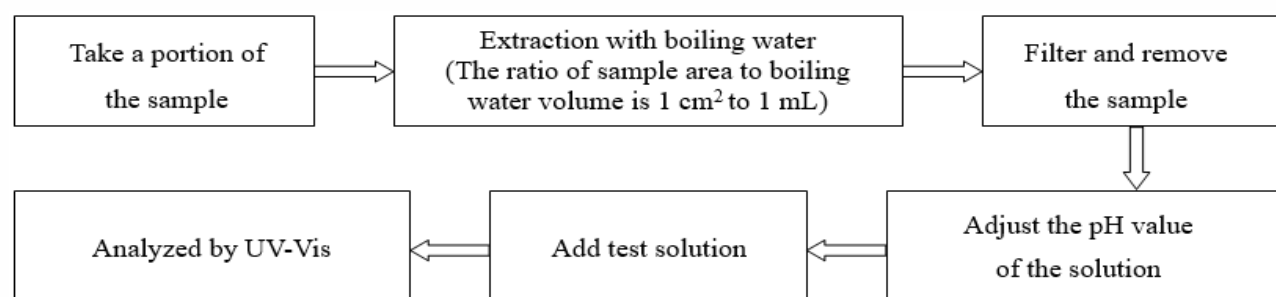 Take a portion of
the sample
Extraction with boiling water
(The ratio of sample area to boiling
water volume is 1 cm² to 1 mL)
Filter and remove
the sample
Adjust the pH value
of the solution
Add test solution
Analyzed by UV-Vis